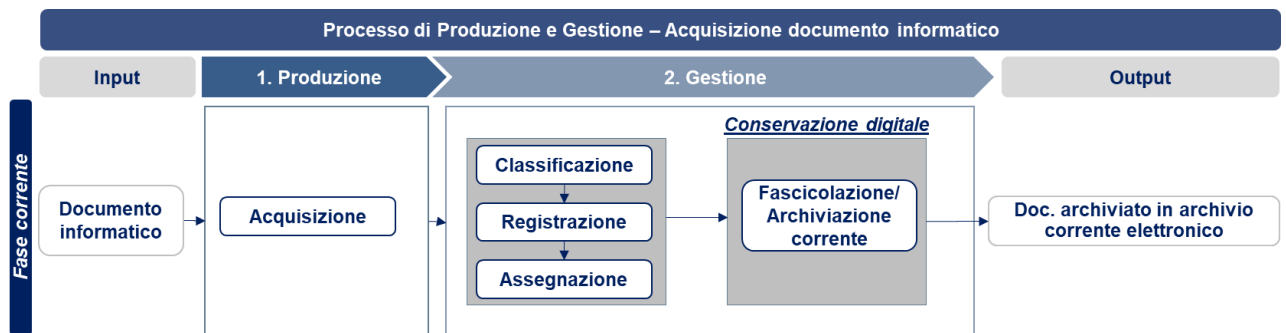 Processo di Produzione e Gestione – Acquisizione documento informatico
Input
1. Produzione
2. Gestione
Output
Fase corrente
Documento
informatico
Acquisizione
Classificazione
Registrazione
Assegnazione
Conservazione digitale
Fascicolazione/
Archiviazione
corrente
Doc. archiviato in archivio
corrente elettronico